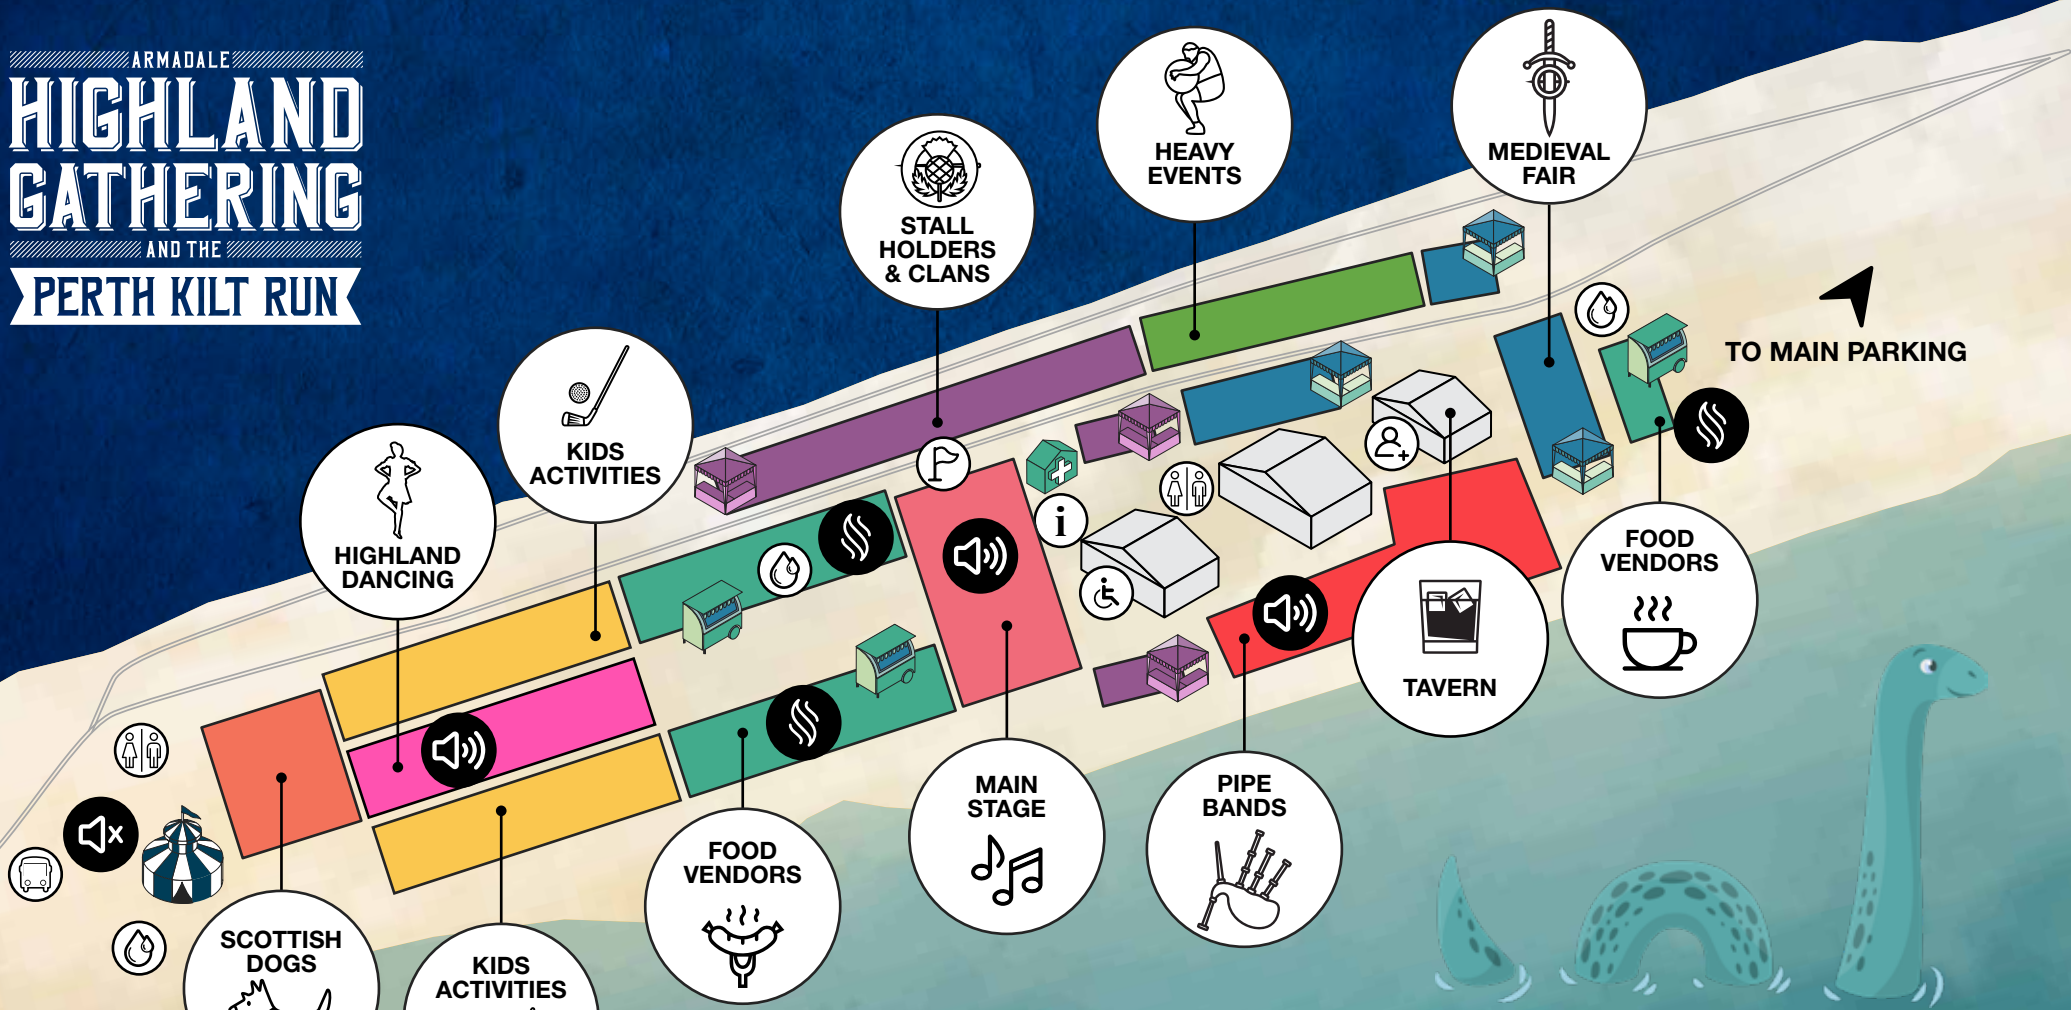 ARMADALE
HIGHLAND
GATHERING
AND THE
PERTH KILT RUN
HEAVY
EVENTS
MEDIEVAL
FAIR
STALL
HOLDERS
& CLANS
TO MAIN PARKING
KIDS
ACTIVITIES
HIGHLAND
DANCING
i
FOOD
VENDORS
TAVERN
MAIN
STAGE
PIPE
BANDS
FOOD
VENDORS
SCOTTISH
DOGS
KIDS
ACTIVITIES